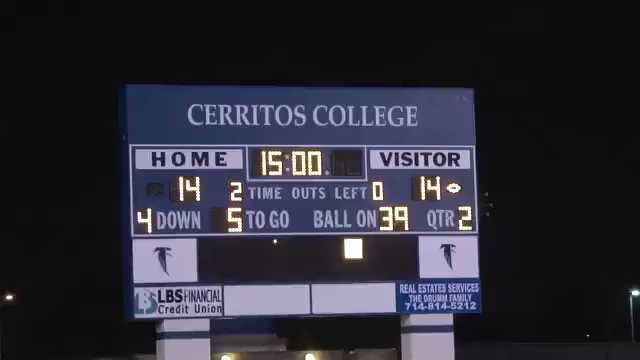 CERRITOS COLLEGE
HOME 15:00 VISITOR
14 2 TIME OUTS LEFT 0 14
4 DOWN 5 TO GO BALL ON 39 QTR 2
LBS FINANCIAL
Credit Union
REAL ESTATES SERVICES
THE DRUMM FAMILY
714-814-5212